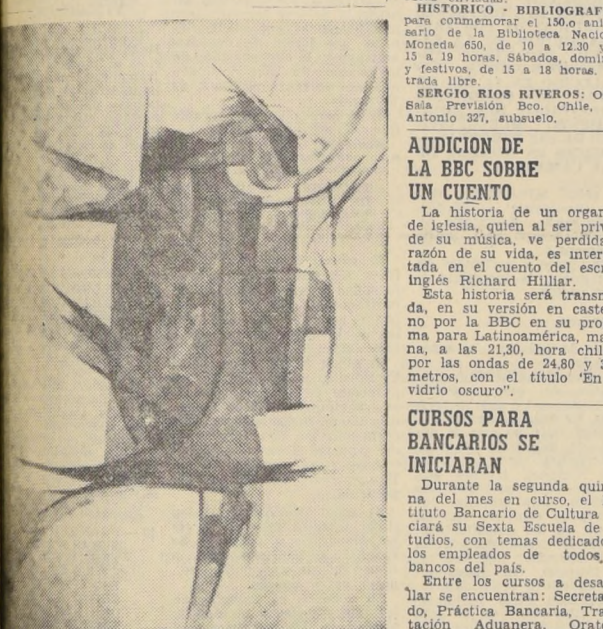 HISTORICO - BIBLIOGRAF
para conmemorar el 150.o ani
sario de la Biblioteca Nacio
Moneda 650, de 10 a 12.30 y
15 a 19 horas. Sábados, domi
y festivos, de 15 a 18 horas.
trada libre.
SERGIO RIOS RIVEROS: O
Sala Previsión Bco. Chile,
Antonio 327, subsuelo.
AUDICION DE
LA BBC SOBRE
UN CUENTO
La historia de un organ
de iglesia, quien al ser priv
de su música, ve perdida
razón de su vida, es inter
tada en el cuento del escr
inglés Richard Hilliar.
Esta historia será transm
da, en su versión en caste
no por la BBC en su pro
ma para Latinoamérica, ma
na, a las 21,30, hora chil
por las ondas de 24.80 y 3
metros, con el título 'En
vidrio oscuro".
CURSOS PARA
BANCARIOS SE
INICIARAN
Durante la segunda quin
na del mes en curso, el
tituto Bancario de Cultura
ciará su Sexta Escuela de
tudios, con temas dedicado
los empleados de todos
bancos del país.
Entre los cursos a desa
llar se encuentran: Secreta
do, Práctica Bancaria, Tra
tación Aduanera, Orato